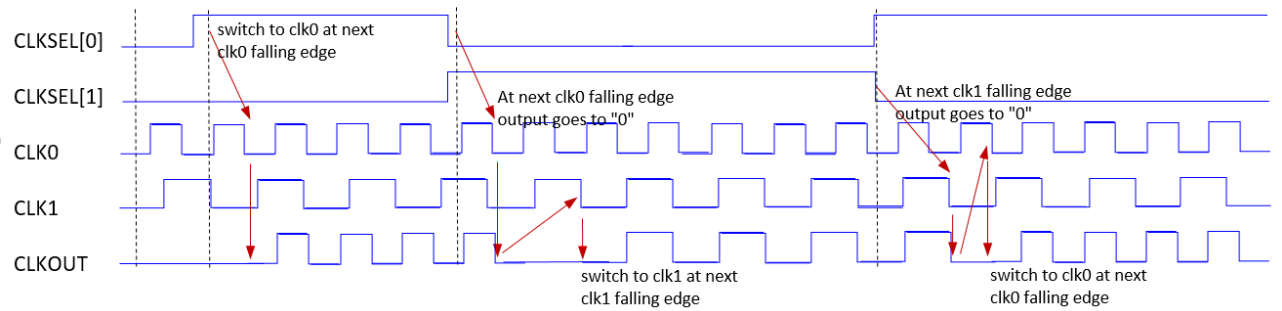 CLKSEL[0]
switch to clk0 at next
clk0 falling edge
CLKSEL[1]
At next clk0 falling edge
output goes to "0"
At next clk1 falling edge
output goes to "0"
CLK0
CLK1
CLKOUT
switch to clk1 at next
clk1 falling edge
switch to clk0 at next
clk0 falling edge